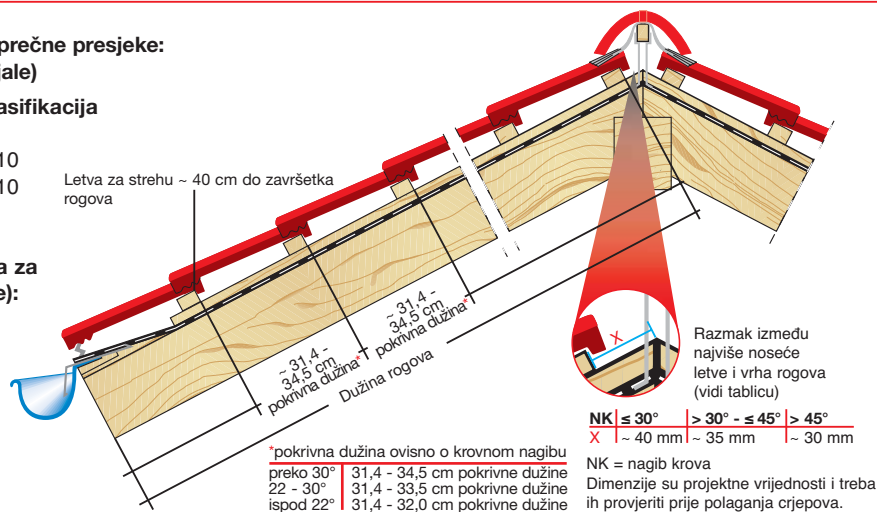 prečne presjeke:
jale)
asifikacija
10
10
a za
e):
Letva za strehu ~ 40 cm do završetka
rogova
~ 31,4 -
34,5 cm
pokrivna dužina*
~ 31,4 -
34,5 cm
pokrivna dužina*
Dužina rogova
X
Razmak između
najviše noseće
letve i vrha rogova
(vidi tablicu)
NK ≤ 30° > 30° - ≤ 45° > 45°
X ~ 40 mm ~ 35 mm ~ 30 mm
NK = nagib krova
Dimenzije su projektne vrijednosti i treba
ih provjeriti prije polaganja crjepova.
*pokrivna dužina ovisno o krovnom nagibu
preko 30° 31,4 - 34,5 cm pokrivne dužine
22 - 30° 31,4 - 33,5 cm pokrivne dužine
ispod 22° 31,4 - 32,0 cm pokrivne dužine